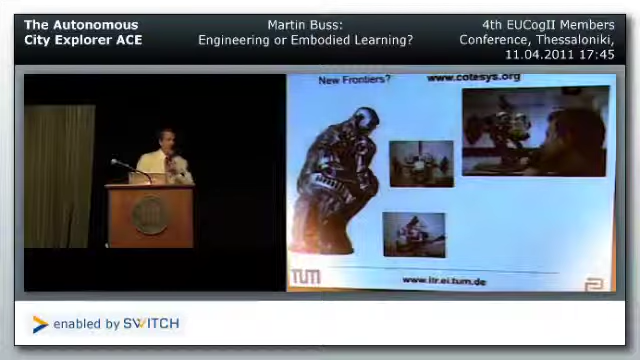 The Autonomous
City Explorer ACE
Martin Buss:
Engineering or Embodied Learning?
4th EUCogII Members
Conference, Thessaloniki,
11.04.2011 17:45
New Frontiers?
www.cotesys.org
TUM
www.lsr.ei.tum.de
enabled by SWITCH